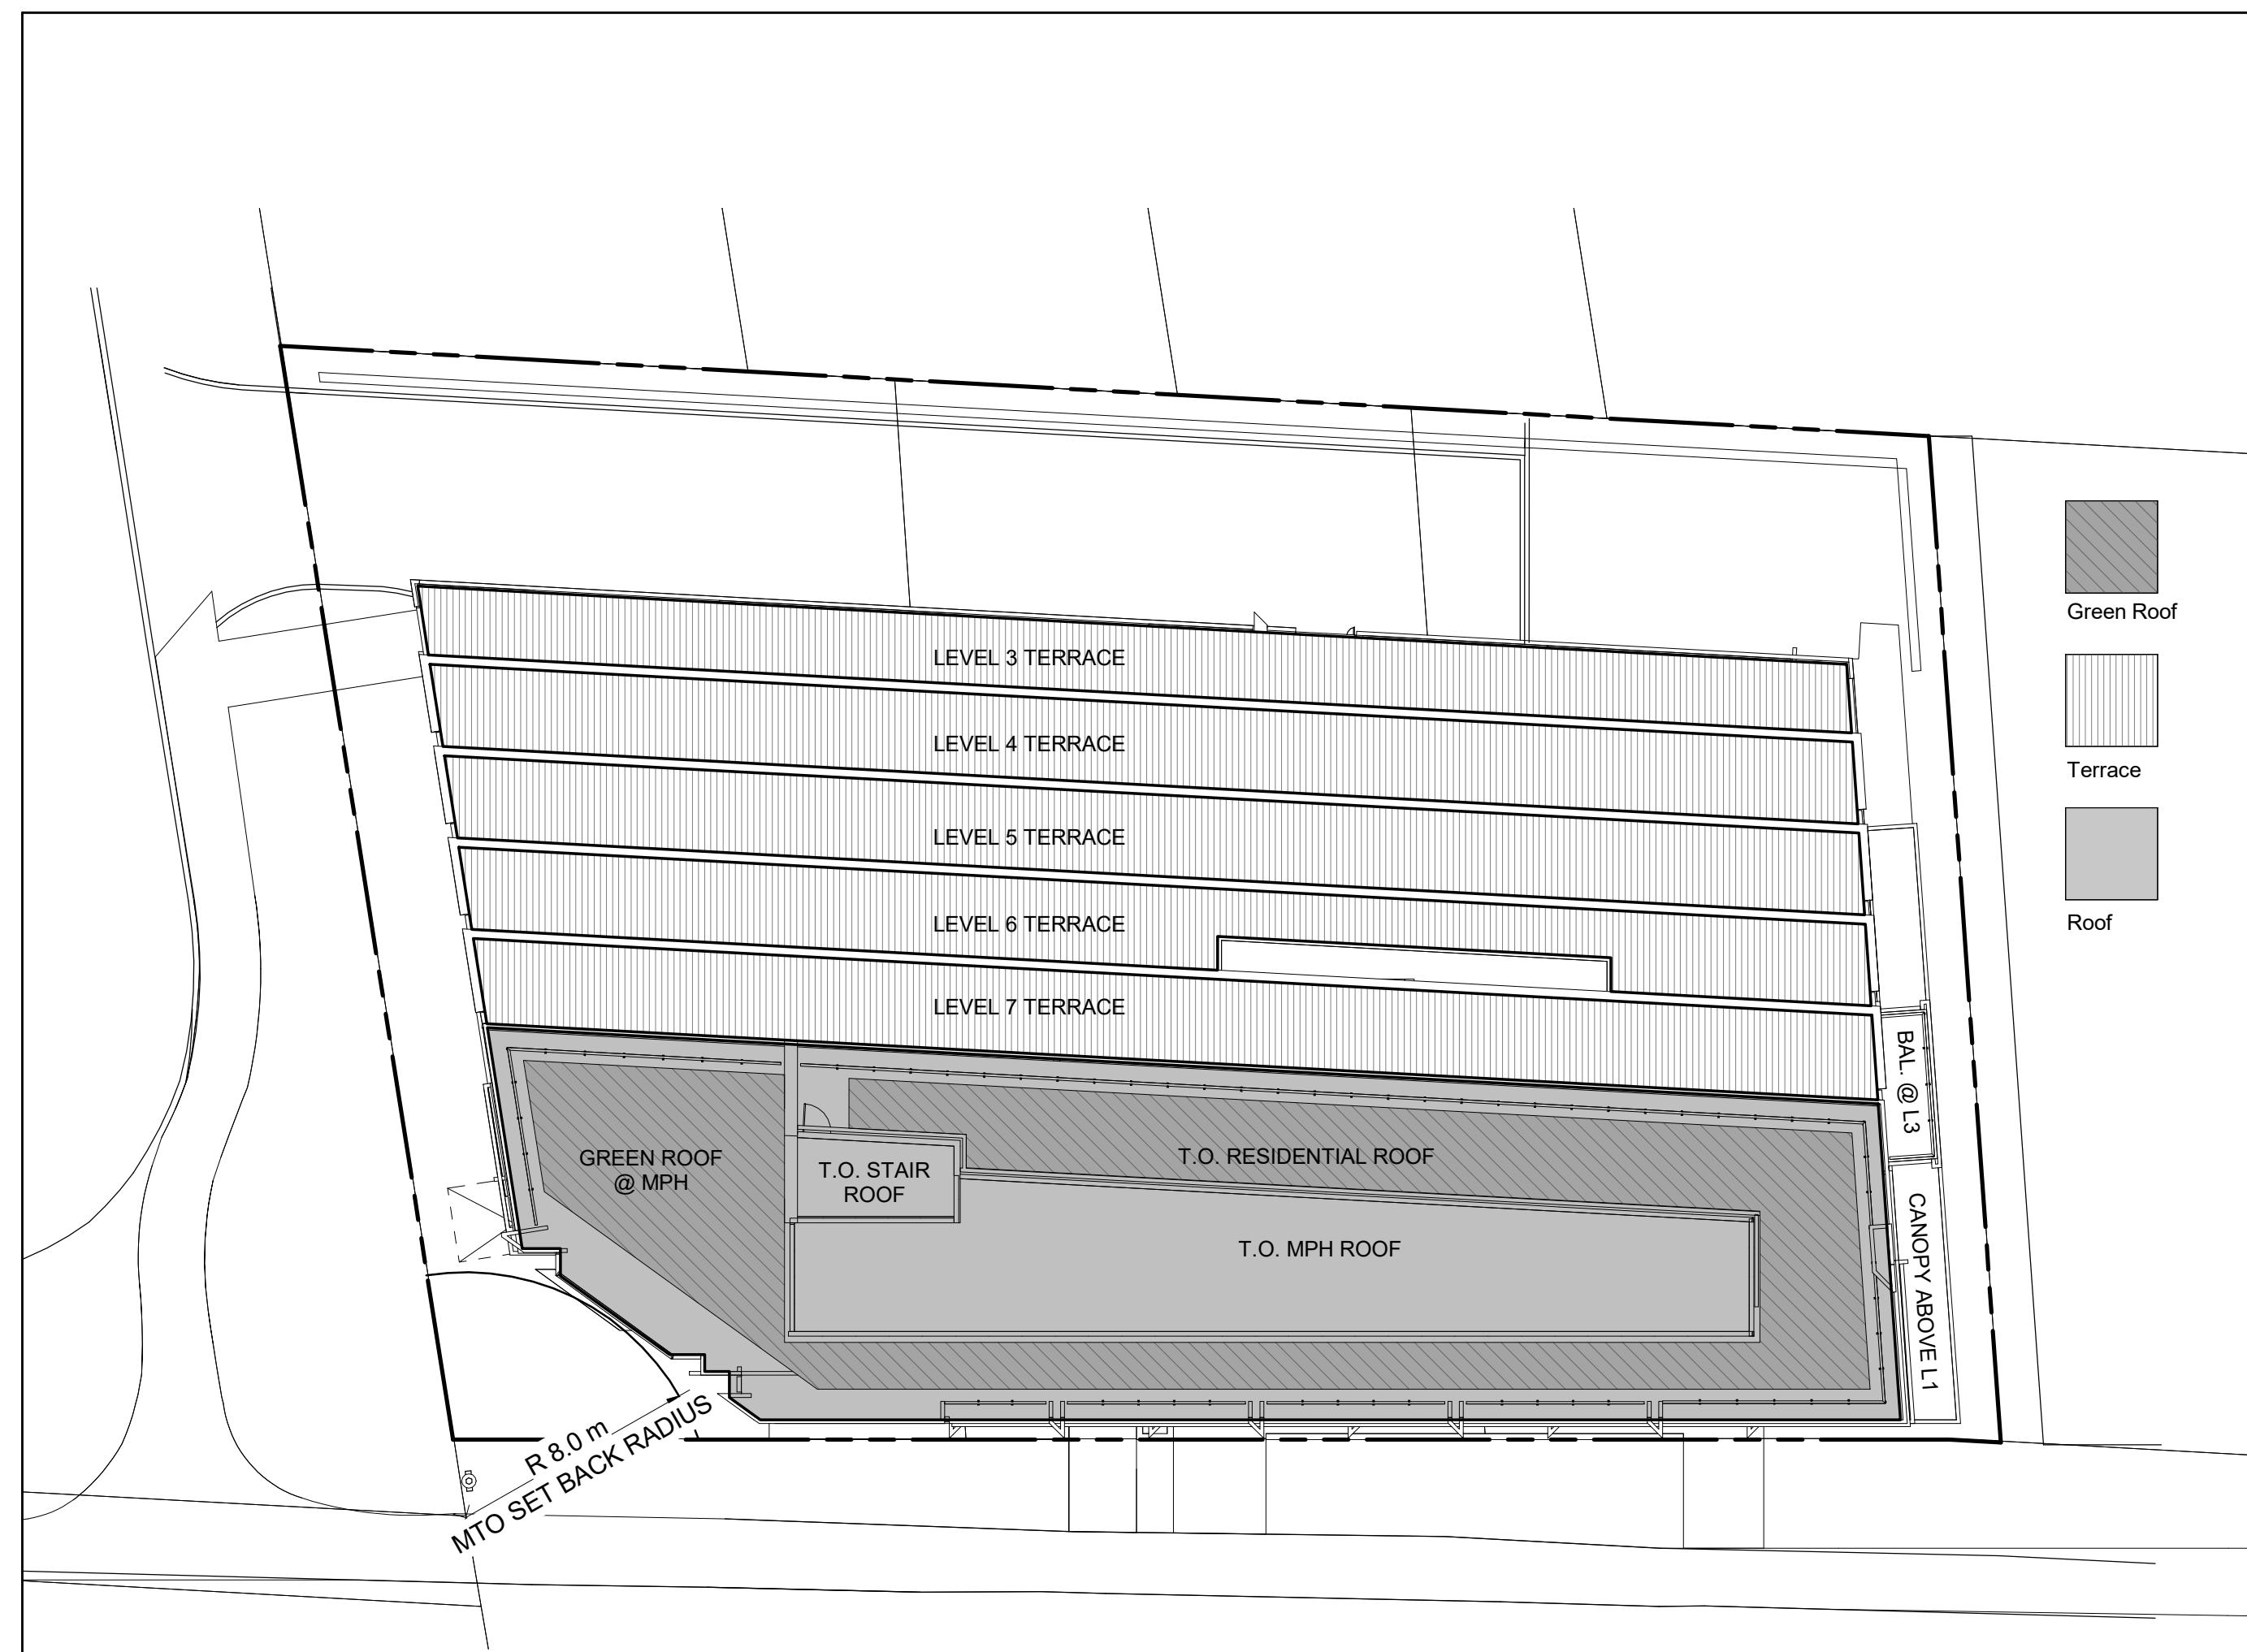 Green Roof
LEVEL 3 TERRACE
LEVEL 4 TERRACE
Terrace
LEVEL 5 TERRACE
LEVEL 6 TERRACE
Roof
LEVEL 7 TERRACE
BAL. @ L3
GREEN ROOF
@ MPH
T.O. STAIR
ROOF
T.O. RESIDENTIAL ROOF
T.O. MPH ROOF
CANOPY ABOVE L1
R 8.0 m
MTO SET BACK RADIUS